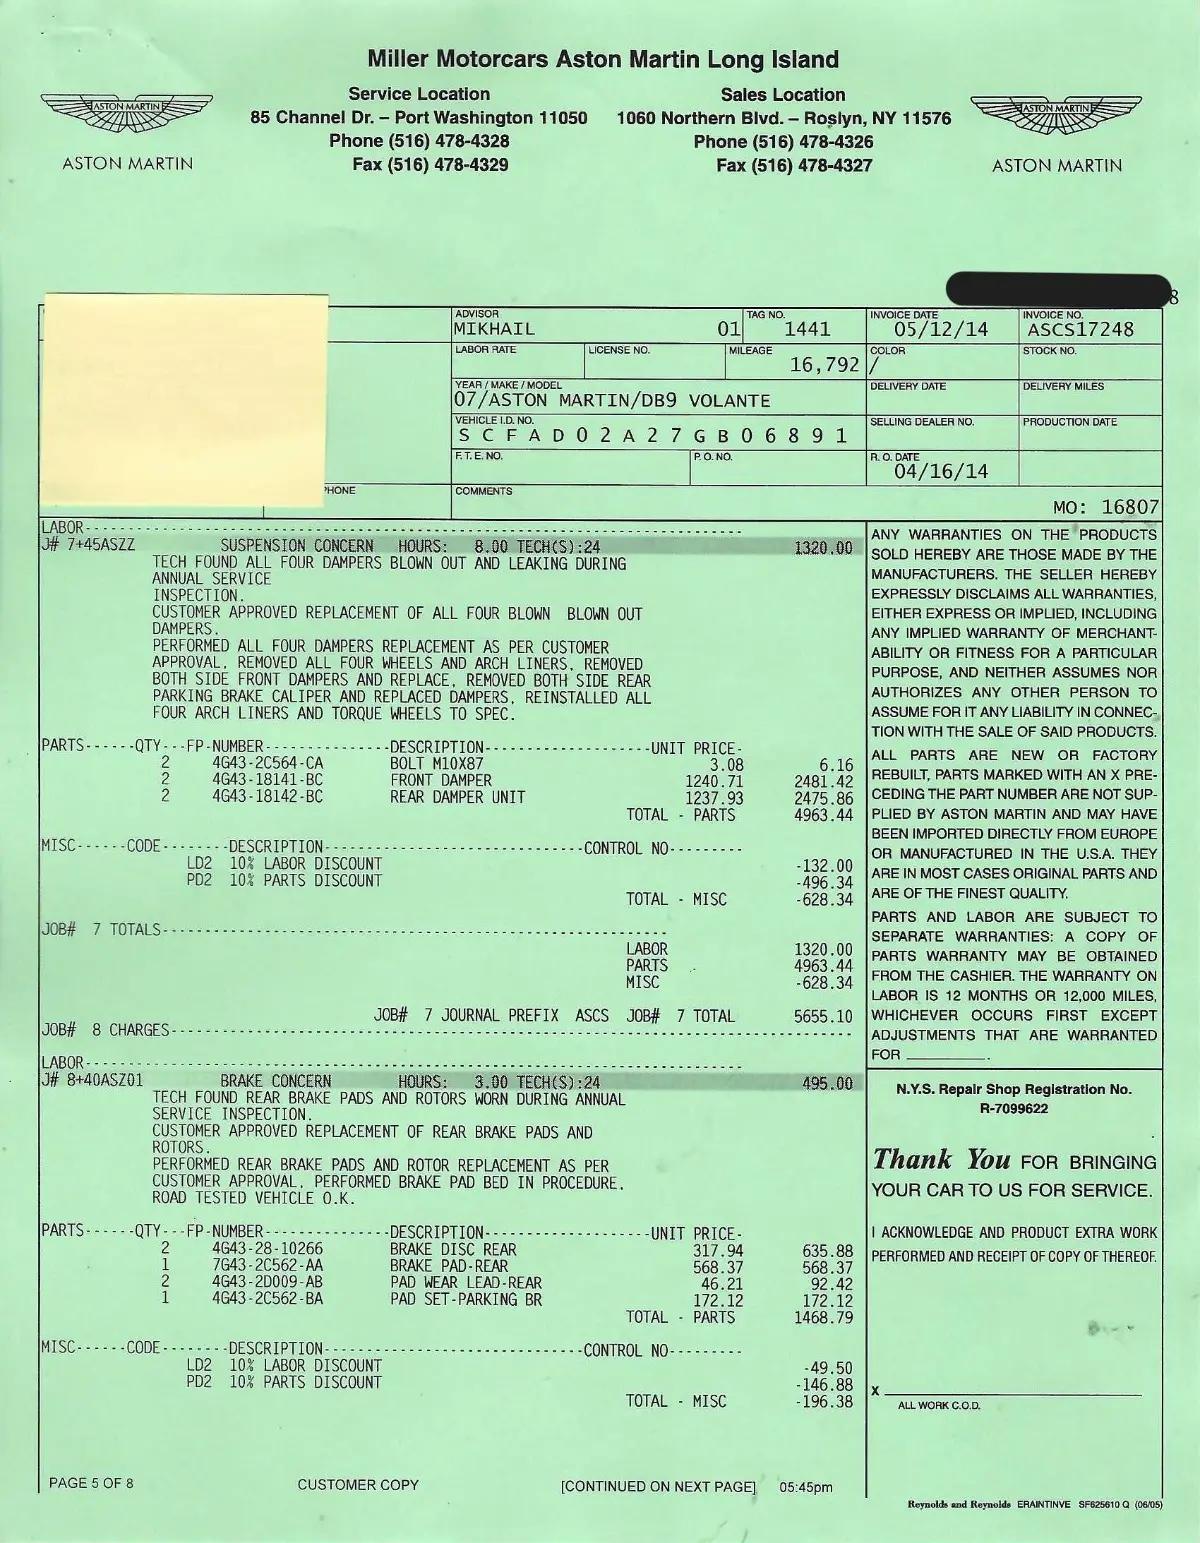 Miller Motorcars Aston Martin Long Island
Service Location
85 Channel Dr. – Port Washington 11050
Phone (516) 478-4328
Fax (516) 478-4329
Sales Location
1060 Northern Blvd. – Roslyn, NY 11576
Phone (516) 478-4326
Fax (516) 478-4327
ASTON MARTIN
ASTON MARTIN
ASTON MARTIN
ASTON MARTIN
8
ADVISOR TAG NO. INVOICE DATE INVOICE NO.
MIKHAIL 01 1441 05/12/14 ASCS17248
LABOR RATE LICENSE NO. MILEAGE COLOR STOCK NO.
16,792 /
YEAR / MAKE / MODEL DELIVERY DATE DELIVERY MILES
07/ASTON MARTIN/DB9 VOLANTE
VEHICLE I.D. NO. SELLING DEALER NO. PRODUCTION DATE
S C F A D 0 2 A 2 7 G B 0 6 8 9 1
F. T. E. NO. P. O. NO. R. O. DATE
04/16/14
PHONE COMMENTS
MO: 16807
LABOR
J# 7+45ASZZ SUSPENSION CONCERN HOURS: 8.00 TECH(S):24 1320.00
TECH FOUND ALL FOUR DAMPERS BLOWN OUT AND LEAKING DURING
ANNUAL SERVICE
INSPECTION.
CUSTOMER APPROVED REPLACEMENT OF ALL FOUR BLOWN BLOWN OUT
DAMPERS.
PERFORMED ALL FOUR DAMPERS REPLACEMENT AS PER CUSTOMER
APPROVAL, REMOVED ALL FOUR WHEELS AND ARCH LINERS, REMOVED
BOTH SIDE FRONT DAMPERS AND REPLACE, REMOVED BOTH SIDE REAR
PARKING BRAKE CALIPER AND REPLACED DAMPERS, REINSTALLED ALL
FOUR ARCH LINERS AND TORQUE WHEELS TO SPEC.
PARTS------QTY---FP-NUMBER---------------DESCRIPTION--------------------UNIT PRICE-
2 4G43-2C564-CA BOLT M10X87 3.08 6.16
2 4G43-18141-BC FRONT DAMPER 1240.71 2481.42
2 4G43-18142-BC REAR DAMPER UNIT 1237.93 2475.86
TOTAL - PARTS 4963.44
MISC------CODE--------DESCRIPTION-------------------------------CONTROL NO---------
LD2 10% LABOR DISCOUNT -132.00
PD2 10% PARTS DISCOUNT -496.34
TOTAL - MISC -628.34
JOB# 7 TOTALS
LABOR 1320.00
PARTS 4963.44
MISC -628.34
JOB# 7 JOURNAL PREFIX ASCS JOB# 7 TOTAL 5655.10
JOB# 8 CHARGES
LABOR
J# 8+40ASZ01 BRAKE CONCERN HOURS: 3.00 TECH(S):24 495.00
TECH FOUND REAR BRAKE PADS AND ROTORS WORN DURING ANNUAL
SERVICE INSPECTION.
CUSTOMER APPROVED REPLACEMENT OF REAR BRAKE PADS AND
ROTORS.
PERFORMED REAR BRAKE PADS AND ROTOR REPLACEMENT AS PER
CUSTOMER APPROVAL, PERFORMED BRAKE PAD BED IN PROCEDURE,
ROAD TESTED VEHICLE O.K.
PARTS------QTY---FP-NUMBER---------------DESCRIPTION--------------------UNIT PRICE-
2 4G43-28-10266 BRAKE DISC REAR 317.94 635.88
1 7G43-2C562-AA BRAKE PAD-REAR 568.37 568.37
2 4G43-2D009-AB PAD WEAR LEAD-REAR 46.21 92.42
1 4G43-2C562-BA PAD SET-PARKING BR 172.12 172.12
TOTAL - PARTS 1468.79
MISC------CODE--------DESCRIPTION-------------------------------CONTROL NO---------
LD2 10% LABOR DISCOUNT -49.50
PD2 10% PARTS DISCOUNT -146.88
TOTAL - MISC -196.38
PAGE 5 OF 8 CUSTOMER COPY [CONTINUED ON NEXT PAGE] 05:45pm
ANY WARRANTIES ON THE PRODUCTS
SOLD HEREBY ARE THOSE MADE BY THE
MANUFACTURERS. THE SELLER HEREBY
EXPRESSLY DISCLAIMS ALL WARRANTIES,
EITHER EXPRESS OR IMPLIED, INCLUDING
ANY IMPLIED WARRANTY OF MERCHANT-
ABILITY OR FITNESS FOR A PARTICULAR
PURPOSE, AND NEITHER ASSUMES NOR
AUTHORIZES ANY OTHER PERSON TO
ASSUME FOR IT ANY LIABILITY IN CONNEC-
TION WITH THE SALE OF SAID PRODUCTS.
ALL PARTS ARE NEW OR FACTORY
REBUILT, PARTS MARKED WITH AN X PRE-
CEDING THE PART NUMBER ARE NOT SUP-
PLIED BY ASTON MARTIN AND MAY HAVE
BEEN IMPORTED DIRECTLY FROM EUROPE
OR MANUFACTURED IN THE U.S.A. THEY
ARE IN MOST CASES ORIGINAL PARTS AND
ARE OF THE FINEST QUALITY.
PARTS AND LABOR ARE SUBJECT TO
SEPARATE WARRANTIES: A COPY OF
PARTS WARRANTY MAY BE OBTAINED
FROM THE CASHIER. THE WARRANTY ON
LABOR IS 12 MONTHS OR 12,000 MILES,
WHICHEVER OCCURS FIRST EXCEPT
ADJUSTMENTS THAT ARE WARRANTED
FOR ________.
N.Y.S. Repair Shop Registration No.
R-7099622
Thank You FOR BRINGING
YOUR CAR TO US FOR SERVICE.
I ACKNOWLEDGE AND PRODUCT EXTRA WORK
PERFORMED AND RECEIPT OF COPY OF THEREOF.
X
ALL WORK C.O.D.
Reynolds and Reynolds ERAINTINVE SF625610 Q (06/05)